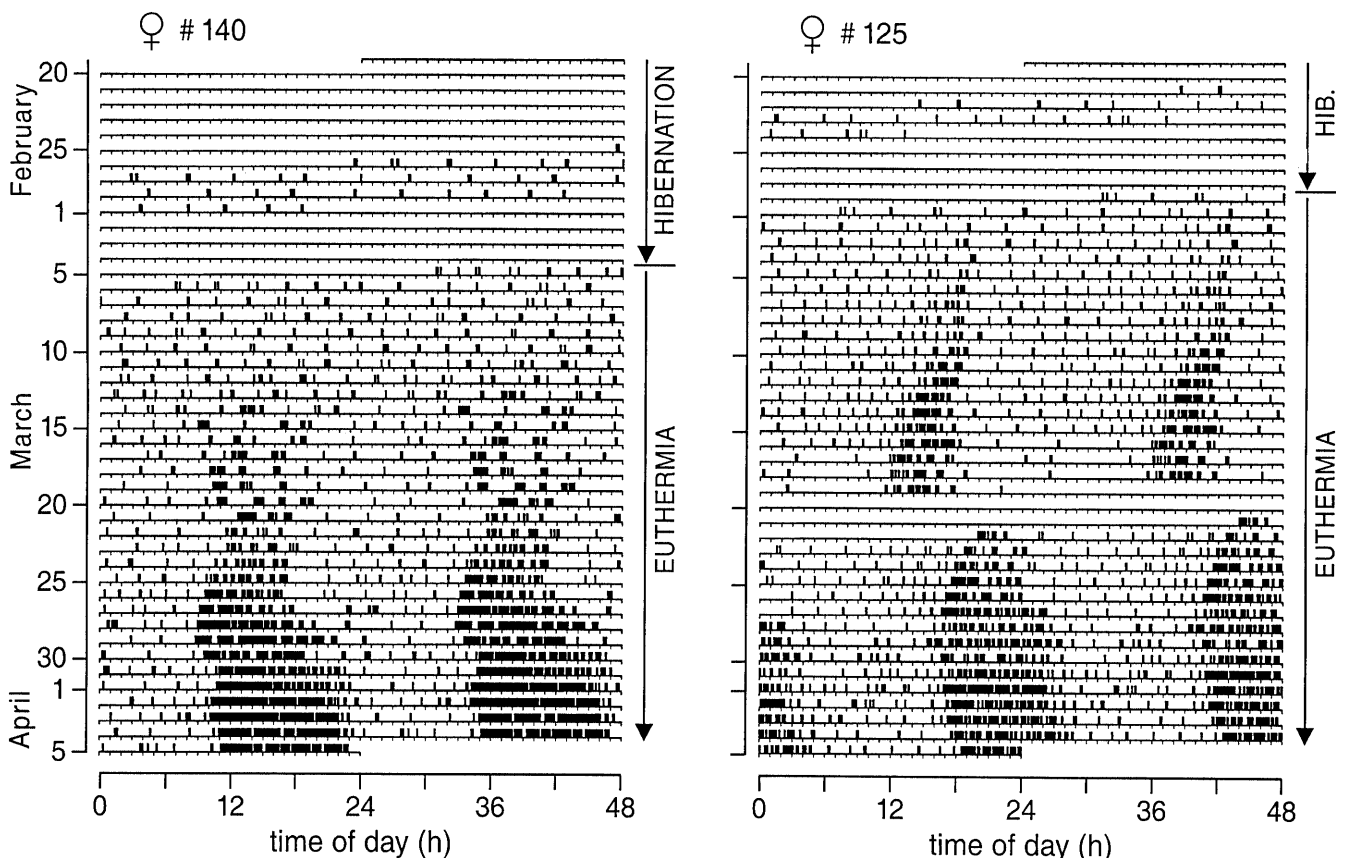 ♀ # 140
♀ # 125
20
25
1
5
10
15
20
25
30
1
5
February
March
April
HIBERNATION
EUTHERMIA
HIB.
EUTHERMIA
0 12 24 36 48
time of day (h)
0 12 24 36 48
time of day (h)